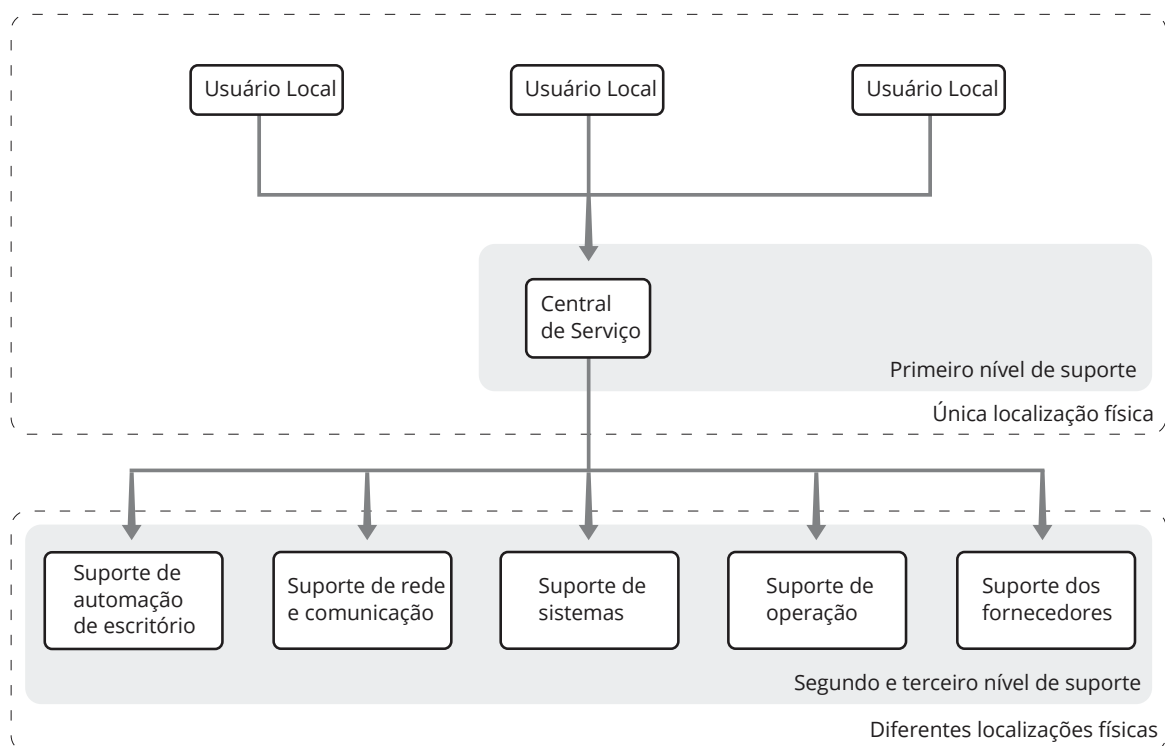 Usuário Local
Usuário Local
Usuário Local
Central
de Serviço
Primeiro nível de suporte
Única localização física
Suporte de
automação
de escritório
Suporte de rede
e comunicação
Suporte de
sistemas
Suporte de
operação
Suporte dos
fornecedores
Segundo e terceiro nível de suporte
Diferentes localizações físicas